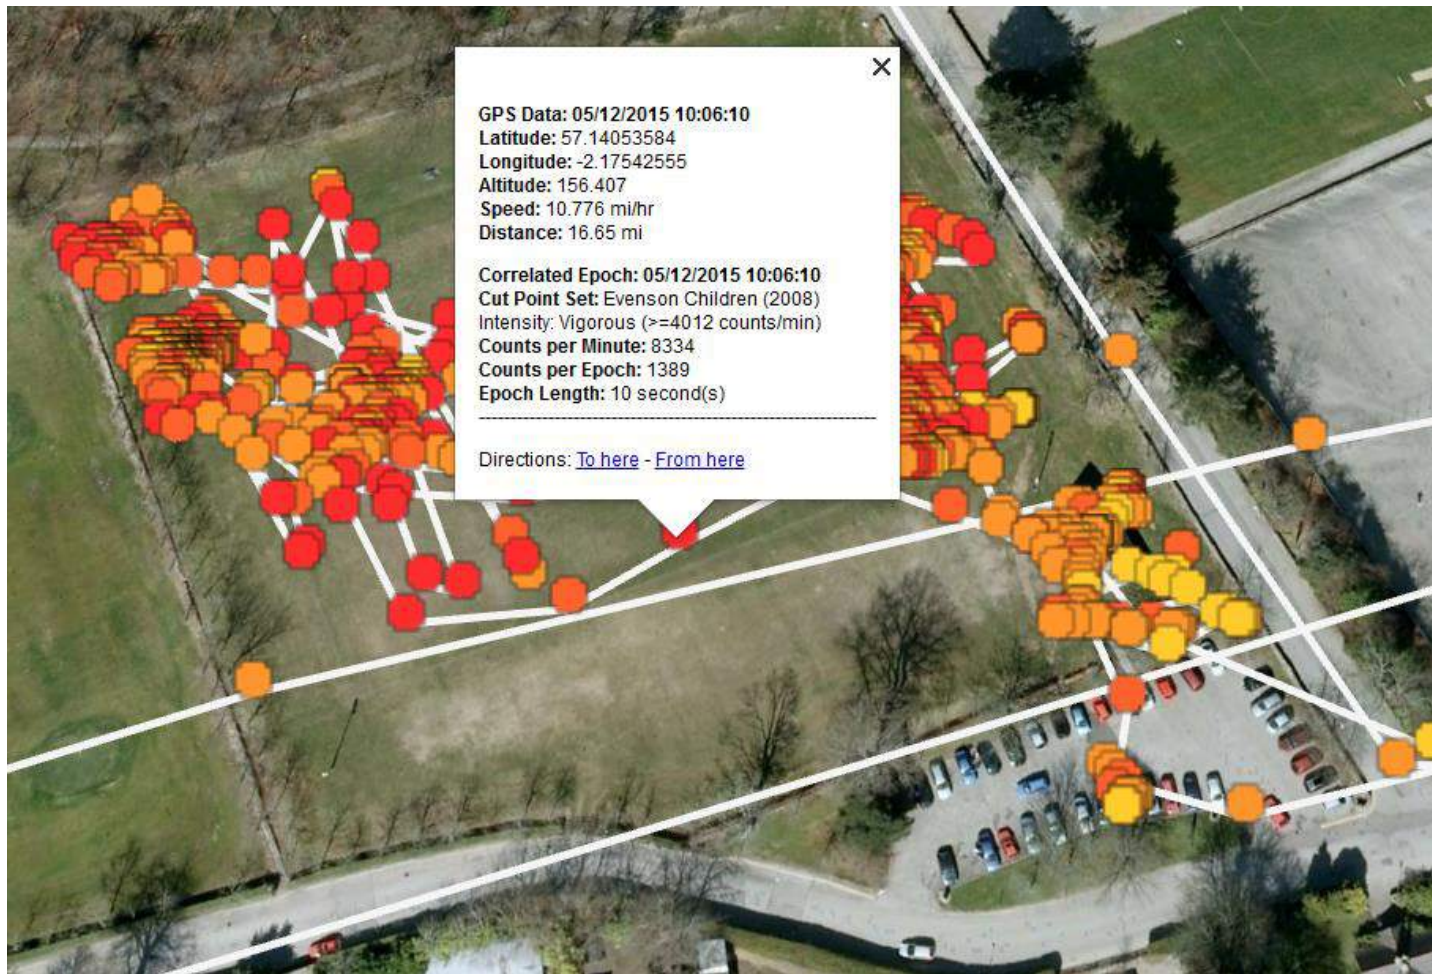 GPS Data: 05/12/2015 10:06:10
Latitude: 57.14053584
Longitude: -2.17542555
Altitude: 156.407
Speed: 10.776 mi/hr
Distance: 16.65 mi
Correlated Epoch: 05/12/2015 10:06:10
Cut Point Set: Evenson Children (2008)
Intensity: Vigorous (>=4012 counts/min)
Counts per Minute: 8334
Counts per Epoch: 1389
Epoch Length: 10 second(s)
Directions: To here - From here